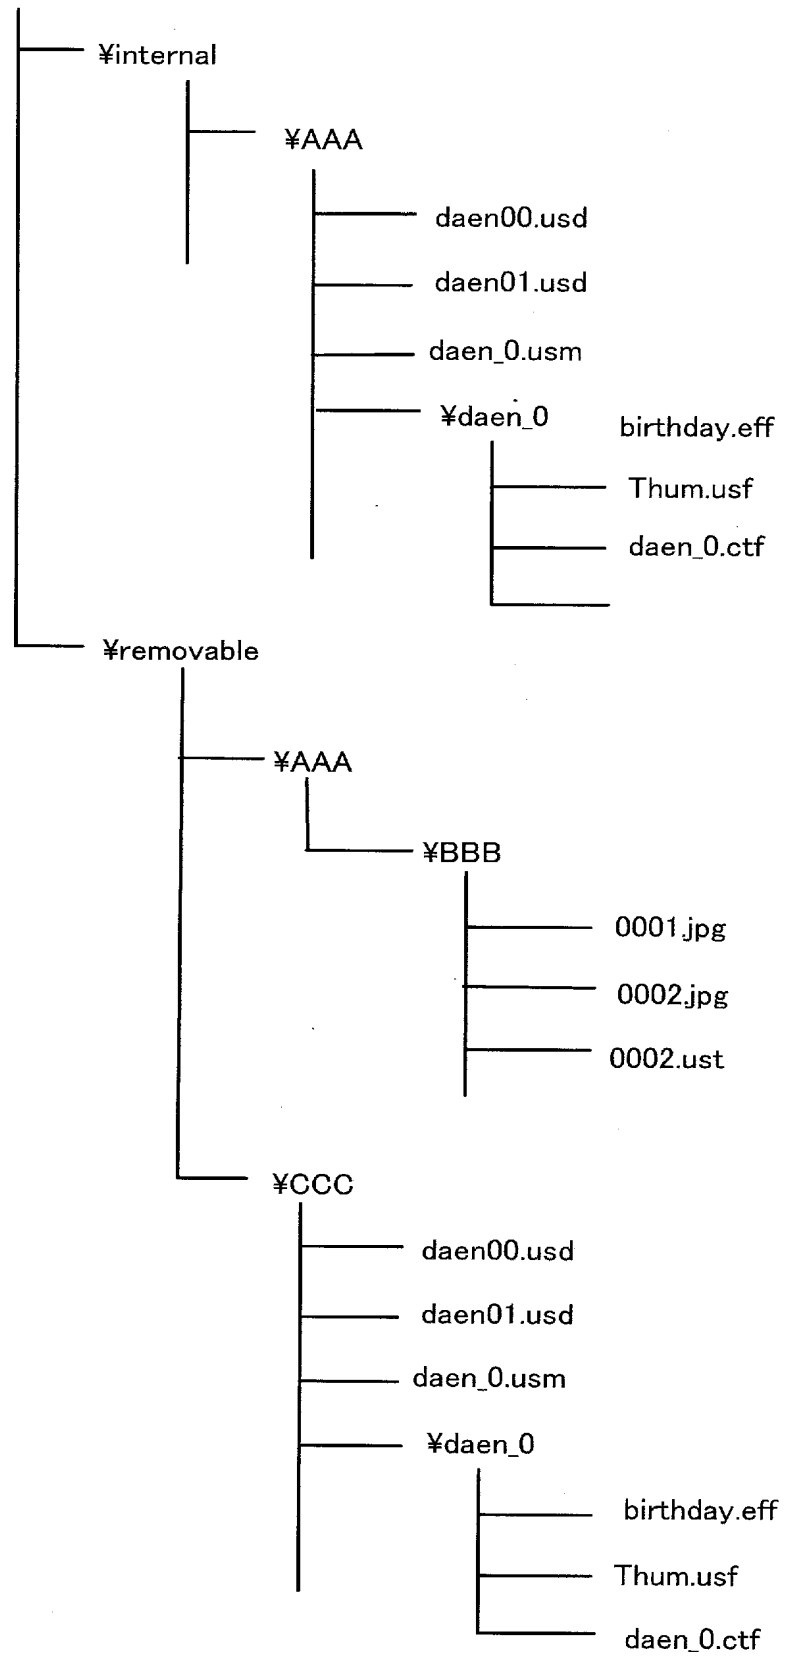 ¥internal
¥AAA
daen00.usd
daen01.usd
daen_0.usm
¥daen_0
birthday.eff
Thum.usf
daen_0.ctf
¥removable
¥AAA
¥BBB
0001.jpg
0002.jpg
0002.ust
¥CCC
daen00.usd
daen01.usd
daen_0.usm
¥daen_0
birthday.eff
Thum.usf
daen_0.ctf